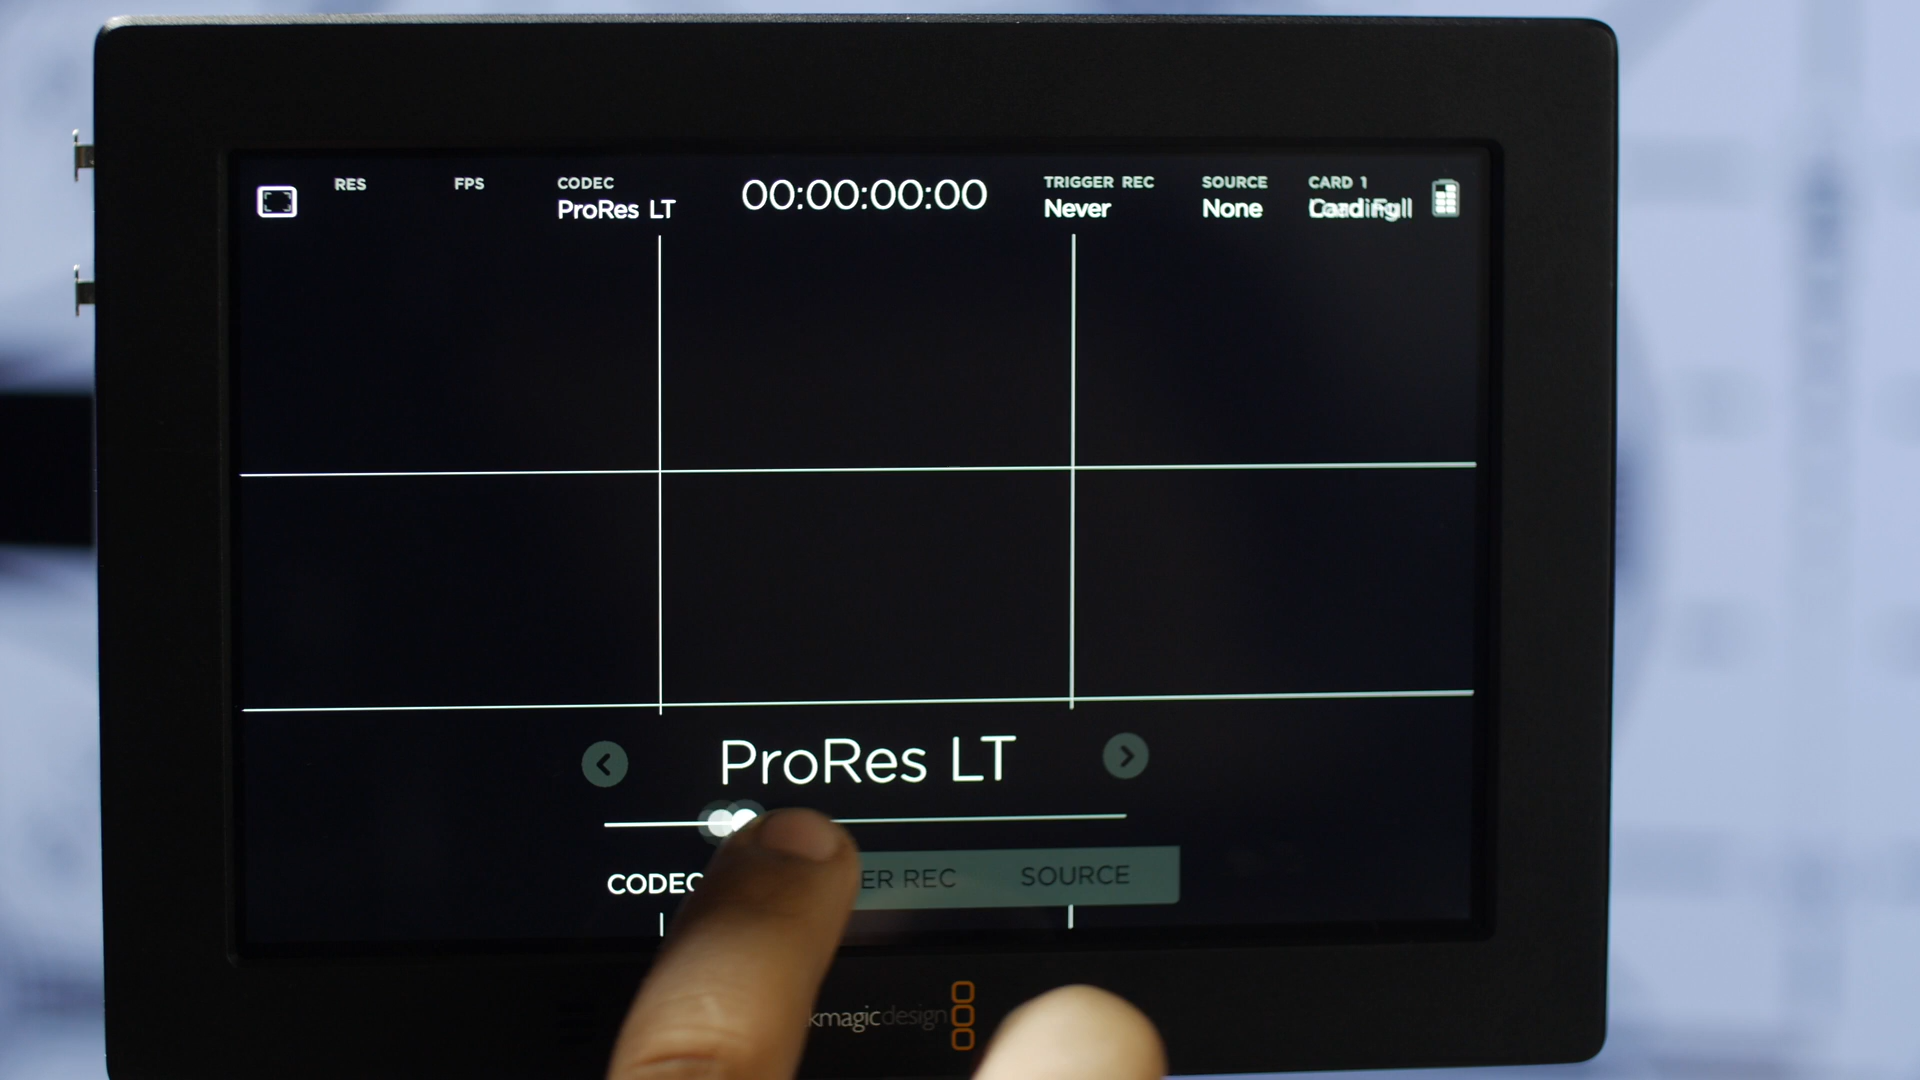 RES
FPS
CODEC
ProRes LT
00:00:00:00
TRIGGER REC
Never
SOURCE
None
CARD 1
ProRes LT
CODEC
ER REC
SOURCE
kmagicdesign